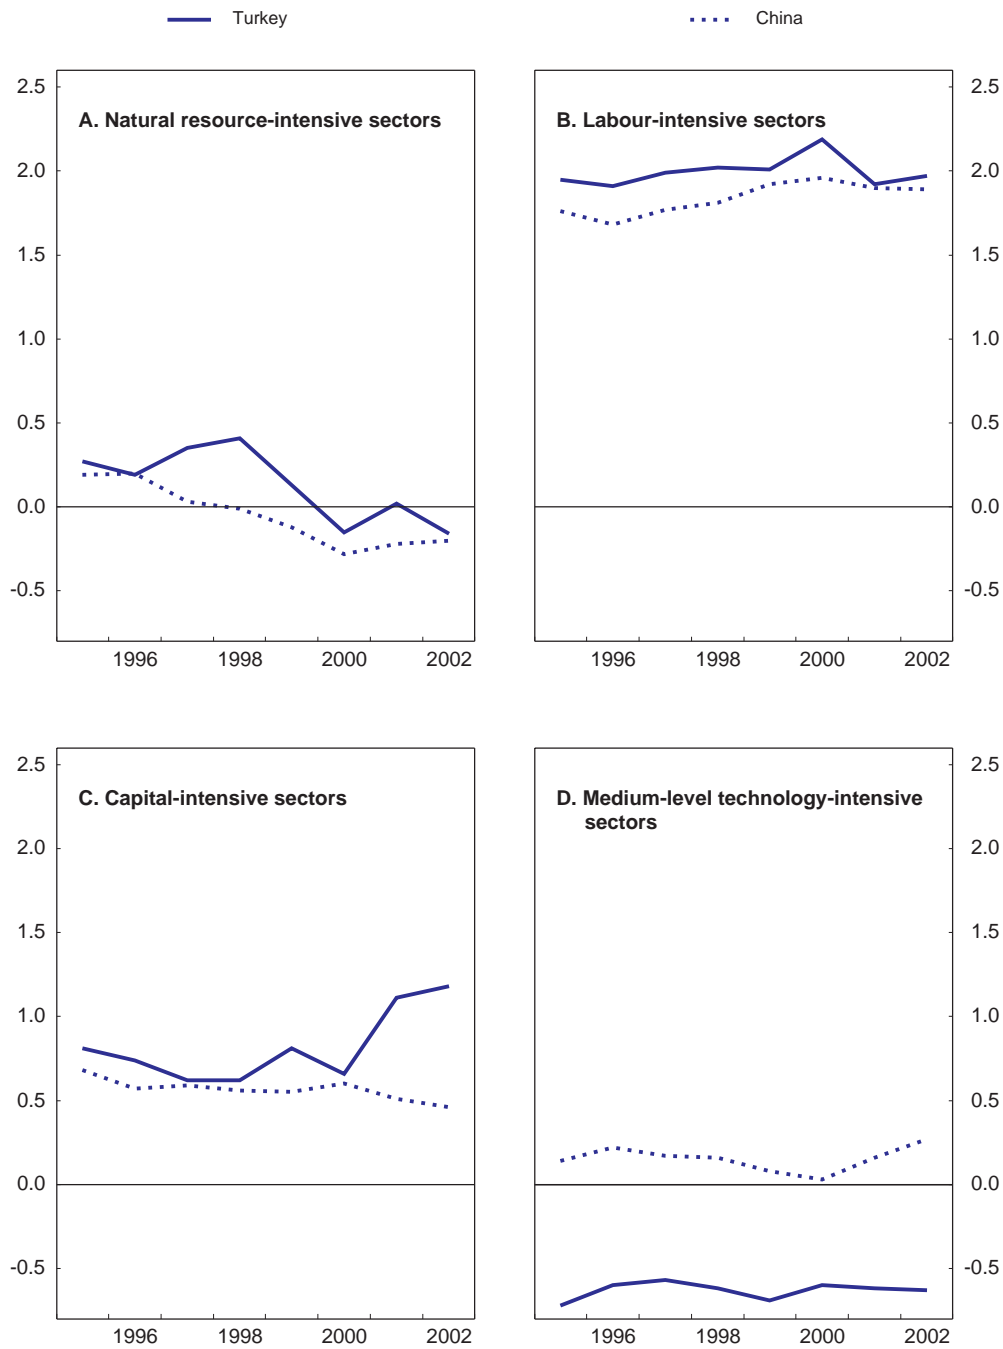 Turkey China
2.5 2.5
A. Natural resource-intensive sectors B. Labour-intensive sectors
2.0 2.0
1.5 1.5
1.0 1.0
0.5 0.5
0.0 0.0
-0.5 -0.5
1996 1998 2000 2002 1996 1998 2000 2002
2.5 2.5
C. Capital-intensive sectors D. Medium-level technology-intensive
sectors
2.0 2.0
1.5 1.5
1.0 1.0
0.5 0.5
0.0 0.0
-0.5 -0.5
1996 1998 2000 2002 1996 1998 2000 2002